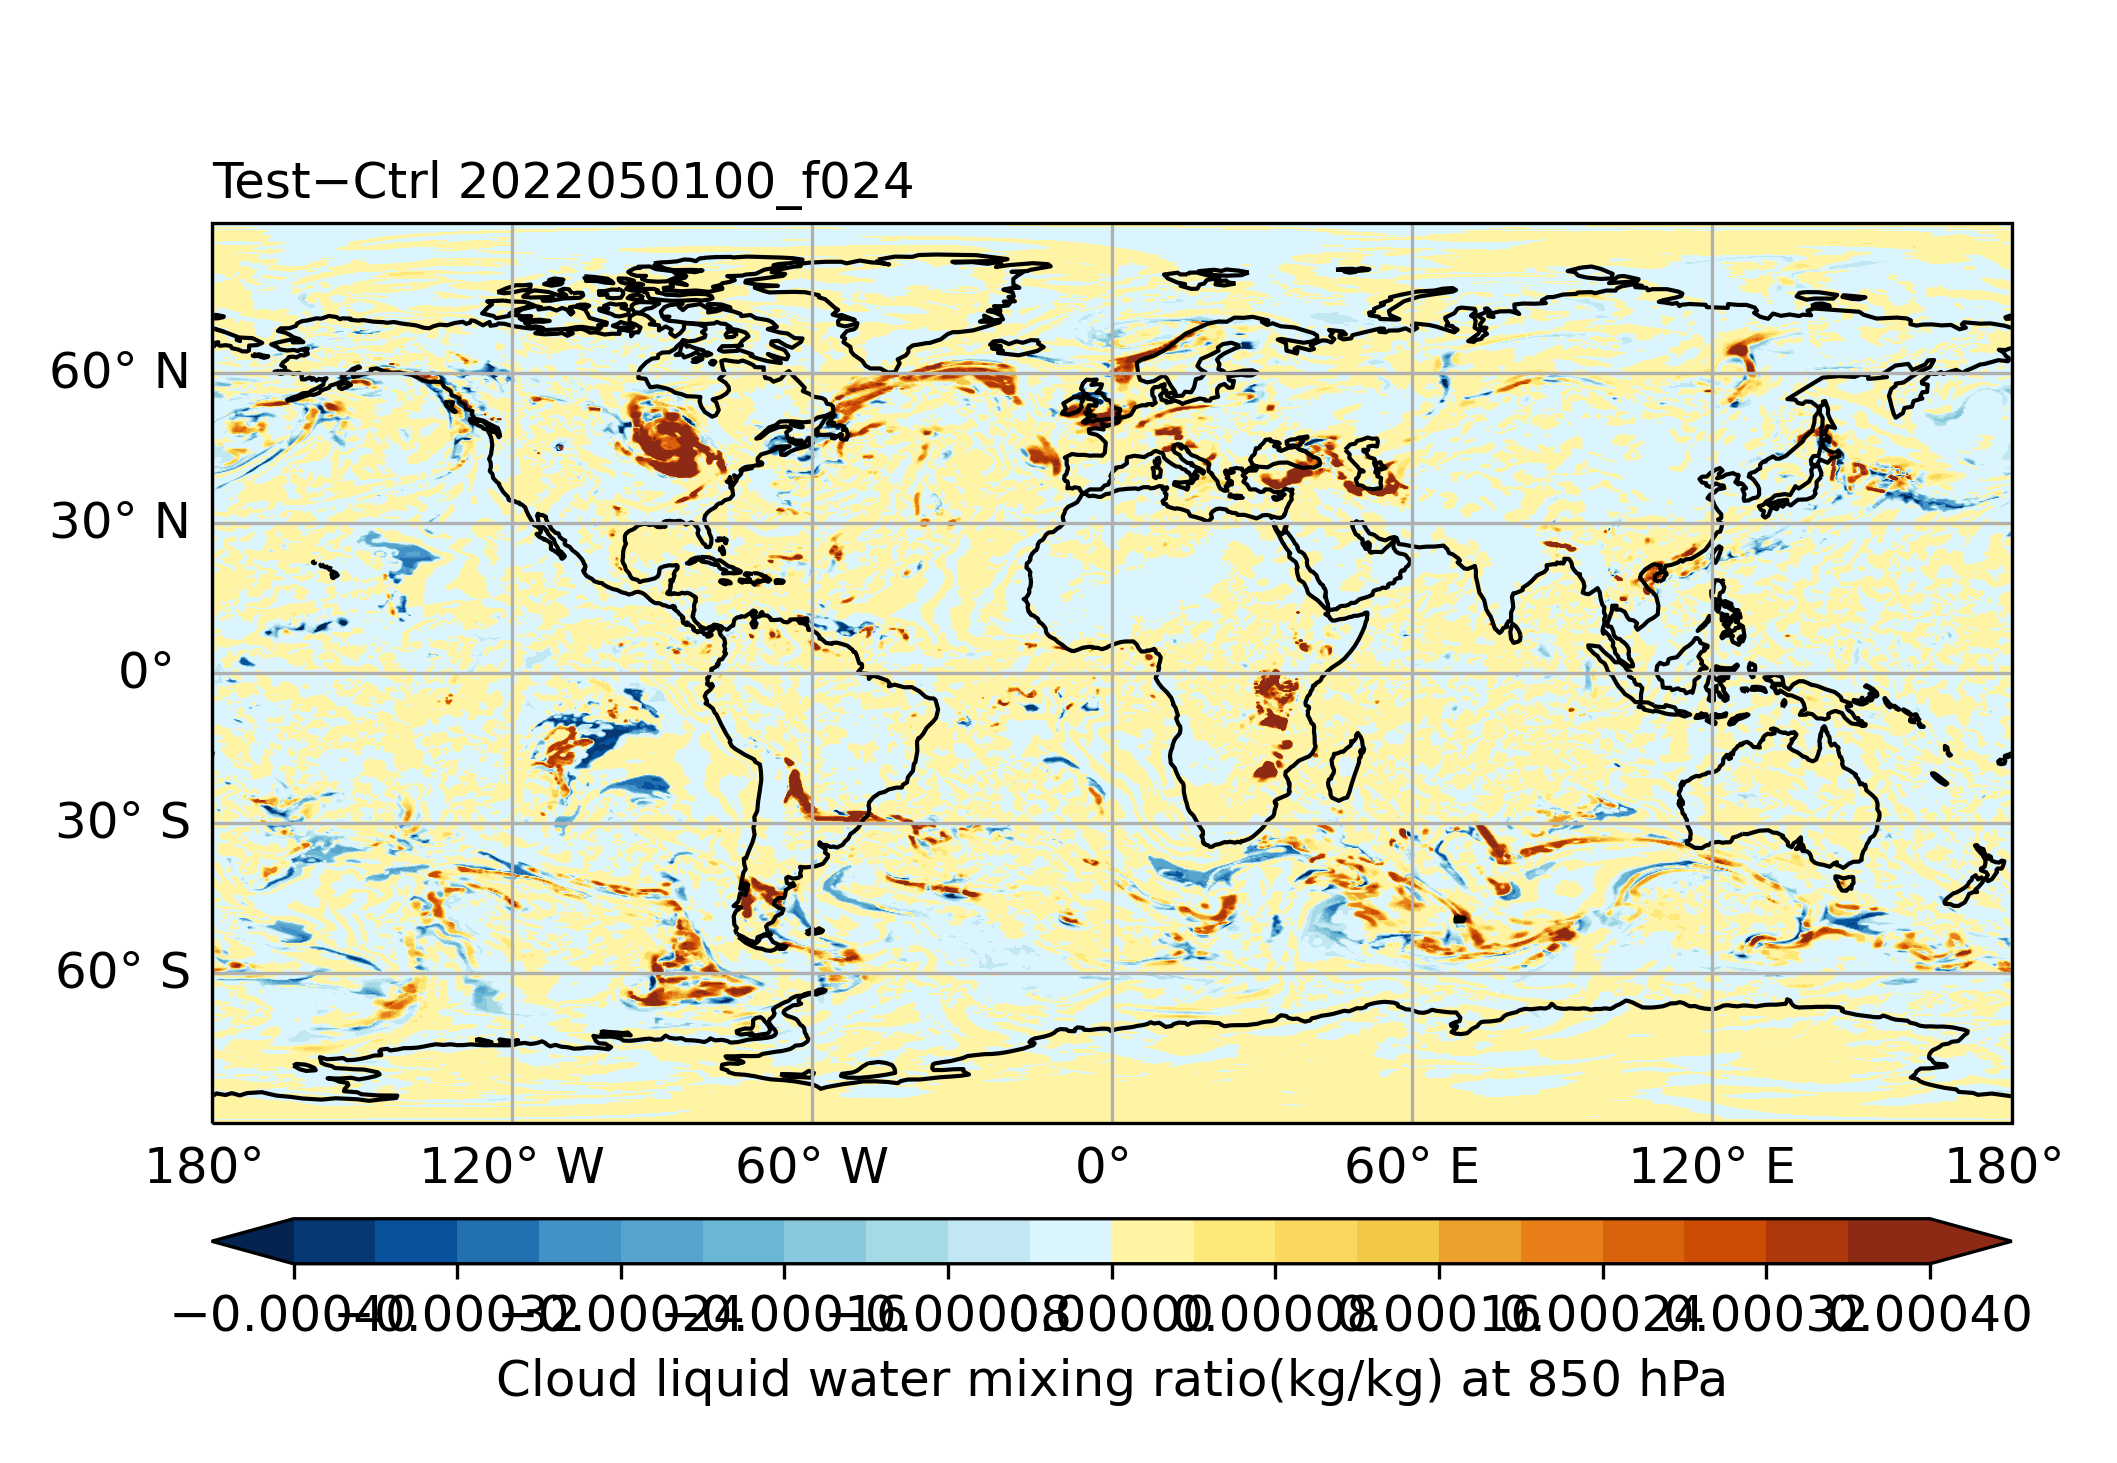 Test−Ctrl 2022050100_f024
60° N
30° N
0°
30° S
60° S
180° 120° W 60° W 0° 60° E 120° E 180°
−0.00040 −0.00032 −0.00024 −0.00016 −0.00008 0.00000 0.00008 0.00016 0.00024 0.00032 0.00040
Cloud liquid water mixing ratio(kg/kg) at 850 hPa